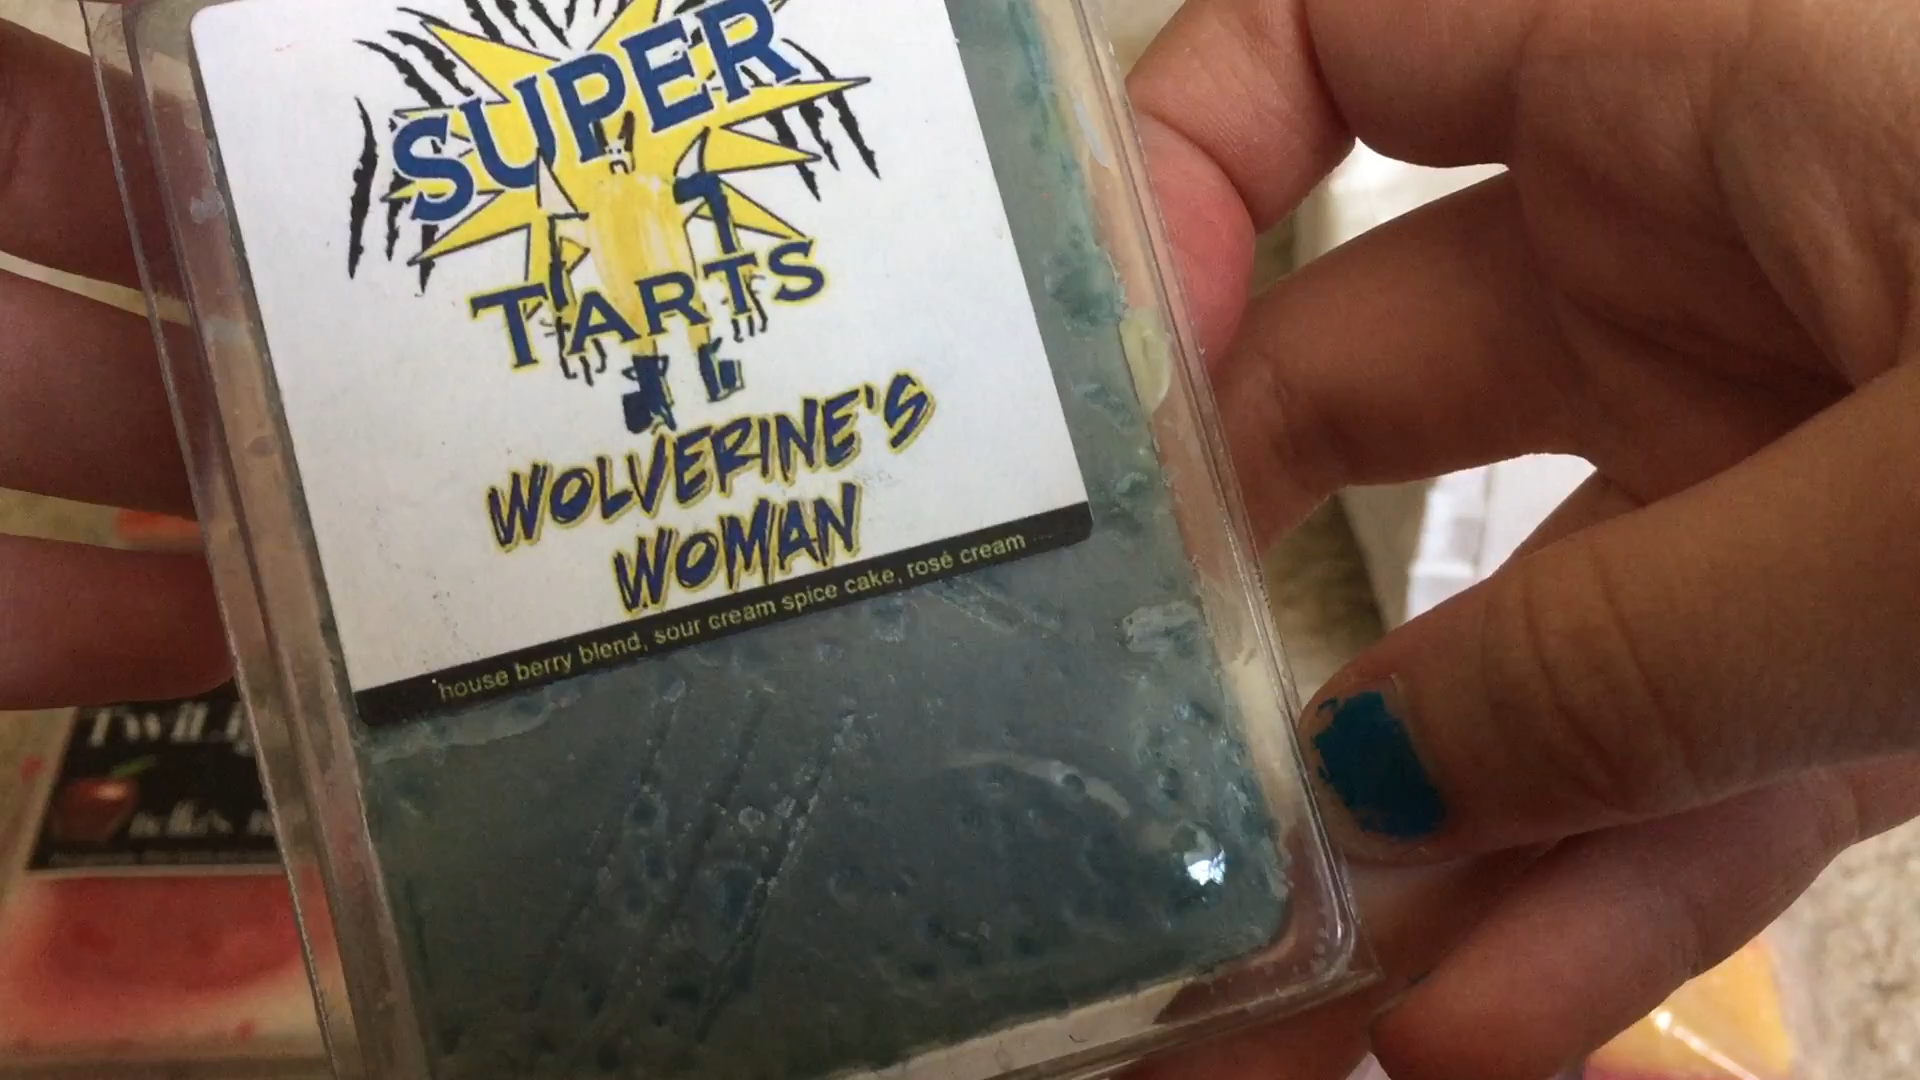 SUPER
TARTS
WOLVERINE'S
WOMAN
house berry blend, sour cream spice cake, rosé cream